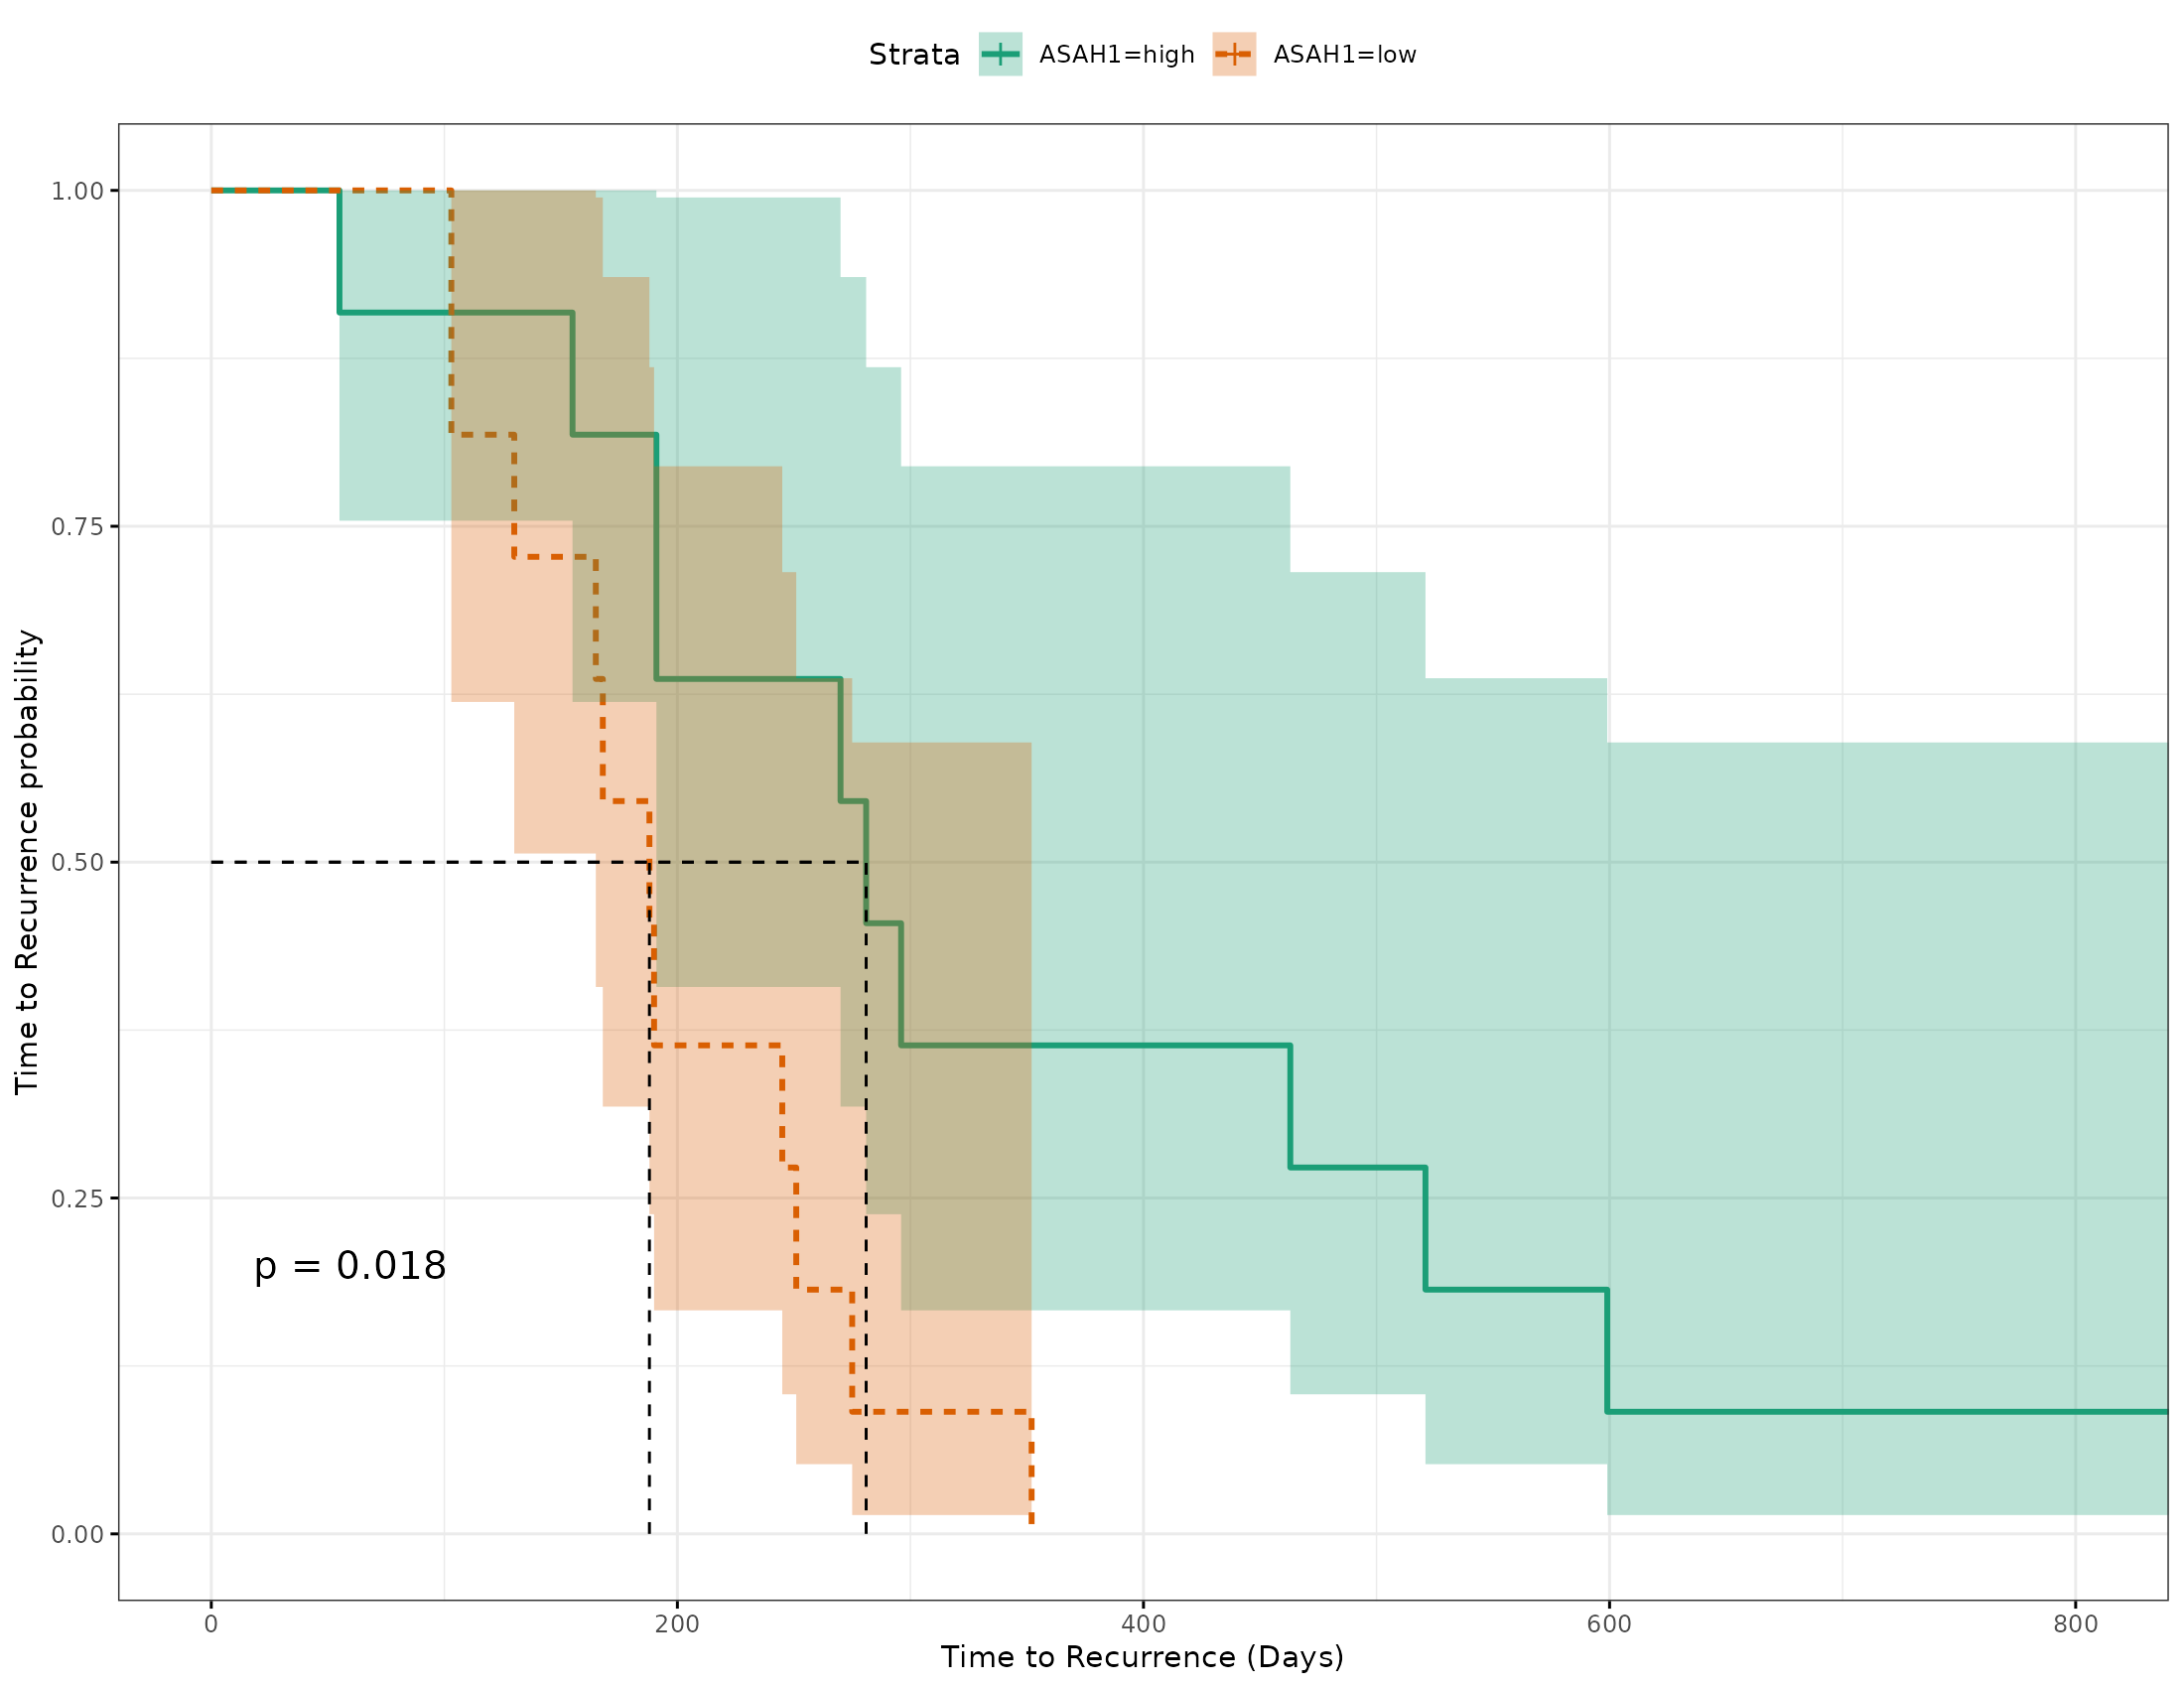 Strata ASAH1=high ASAH1=low
Time to Recurrence probability
1.00
0.75
0.50
0.25
0.00
p = 0.018
0 200 400 600 800
Time to Recurrence (Days)